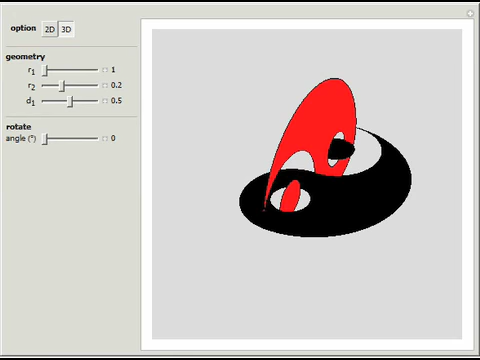 option 2D 3D
geometry
r1 1
r2 0.2
d1 0.5
rotate
angle (°) 0